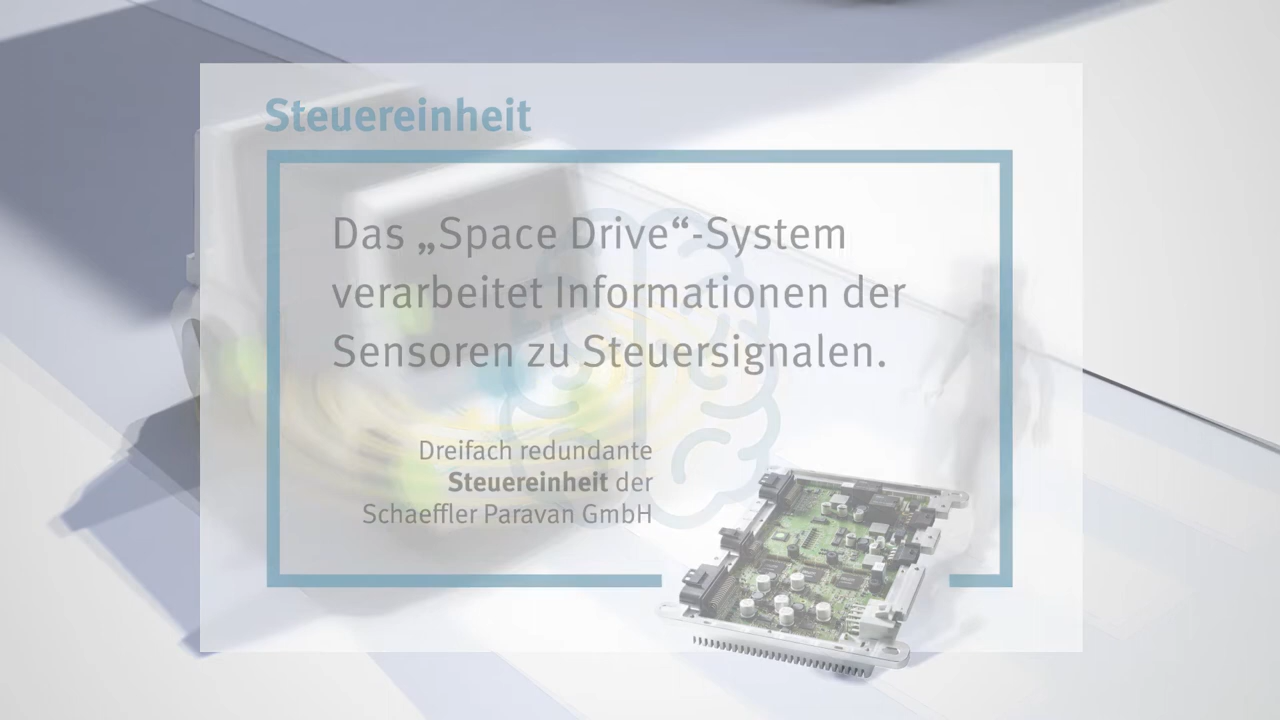 Steuereinheit
Das „Space Drive“-System
verarbeitet Informationen der
Sensoren zu Steuersignalen.
Dreifach redundante
Steuereinheit der
Schaeffler Paravan GmbH